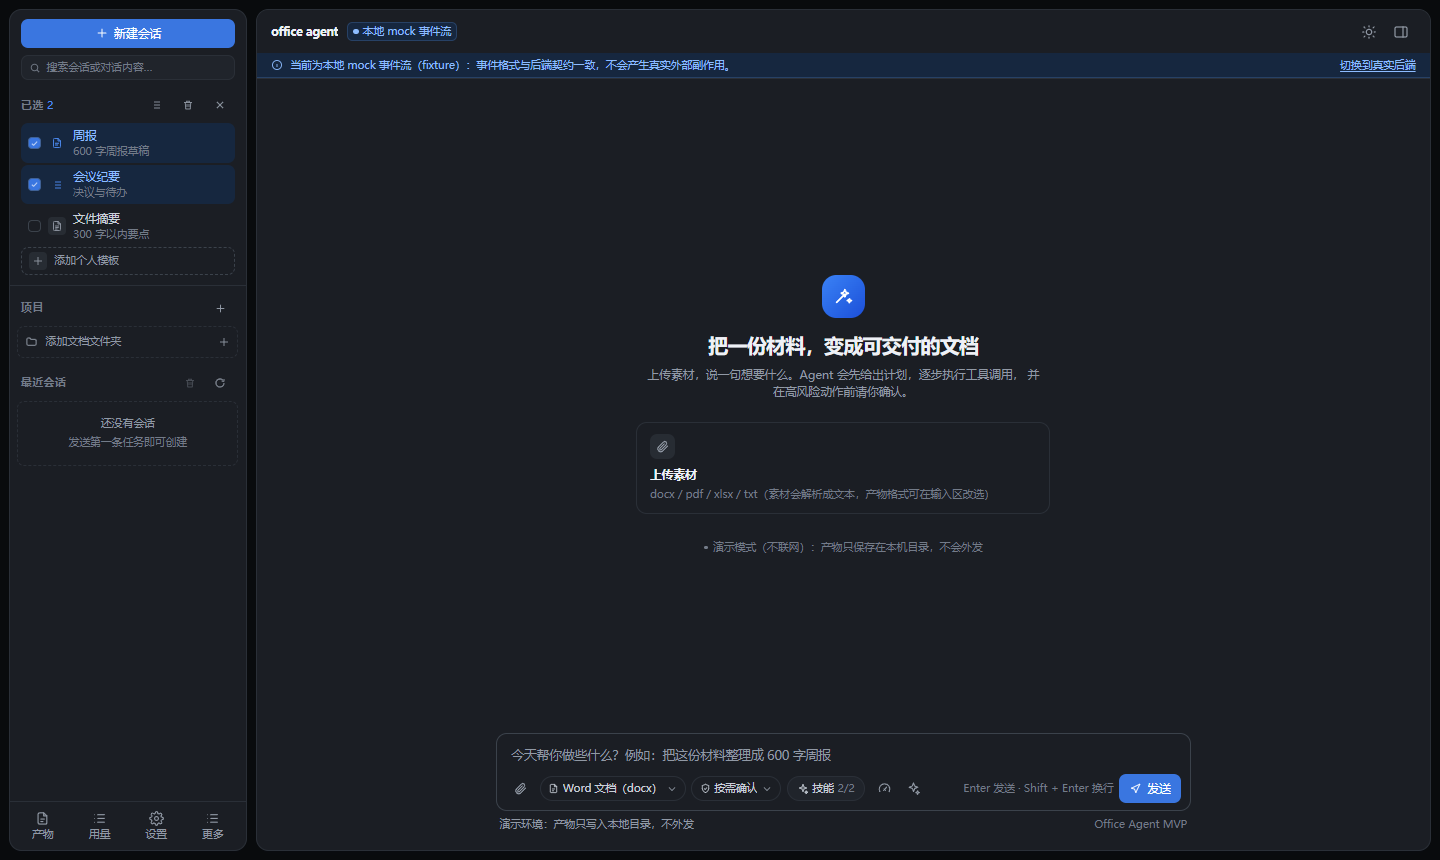 新建会话
搜索会话或对话内容...
已选 2
周报
600 字周报草稿
会议纪要
决议与待办
文件摘要
300 字以内要点
添加个人模板
项目
添加文档文件夹
最近会话
还没有会话
发送第一条任务即可创建
产物
用量
设置
更多
office agent
本地 mock 事件流
当前为本地 mock 事件流（fixture）：事件格式与后端契约一致，不会产生真实外部副作用。
切换到真实后端
把一份材料，变成可交付的文档
上传素材，说一句想要什么。Agent 会先给出计划，逐步执行工具调用， 并
在高风险动作前请你确认。
上传素材
docx / pdf / xlsx / txt（素材会解析成文本，产物格式可在输入区改选）
演示模式（不联网）：产物只保存在本机目录，不会外发
今天帮你做些什么？例如：把这份材料整理成 600 字周报
Word 文档（docx）
按需确认
技能 2/2
Enter 发送 · Shift + Enter 换行
发送
演示环境：产物只写入本地目录，不外发
Office Agent MVP